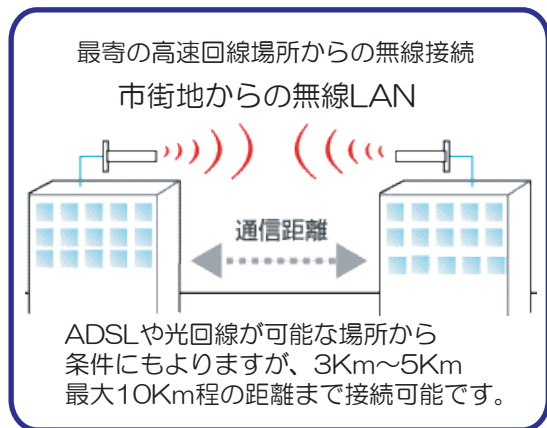 最寄の高速回線場所からの無線接続
市街地からの無線LAN
通信距離
ADSLや光回線が可能な場所から
条件にもよりますが、3Km〜5Km
最大10Km程の距離まで接続可能です。